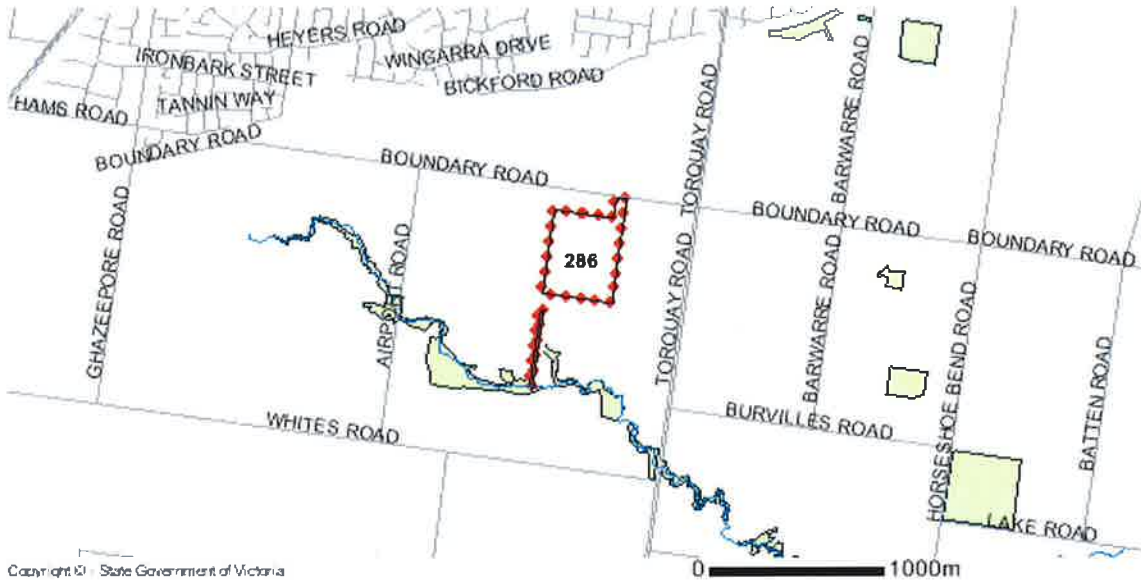 HEYERS ROAD
IRONBARK STREET
WINGARRA DRIVE
BICKFORD ROAD
TANNIN WAY
HAMS ROAD
BOUNDARY ROAD
BOUNDARY ROAD
TORQUAY ROAD
BARWARRE ROAD
BOUNDARY ROAD
BOUNDARY ROAD
GHAZEEPORE ROAD
AIRPORT ROAD
286
TORQUAY ROAD
BARWARRE ROAD
HORSESHOE BEND ROAD
BATTEN ROAD
WHITES ROAD
BURVILLES ROAD
LAKE ROAD
Copyright © - State Government of Victoria
0 1000m